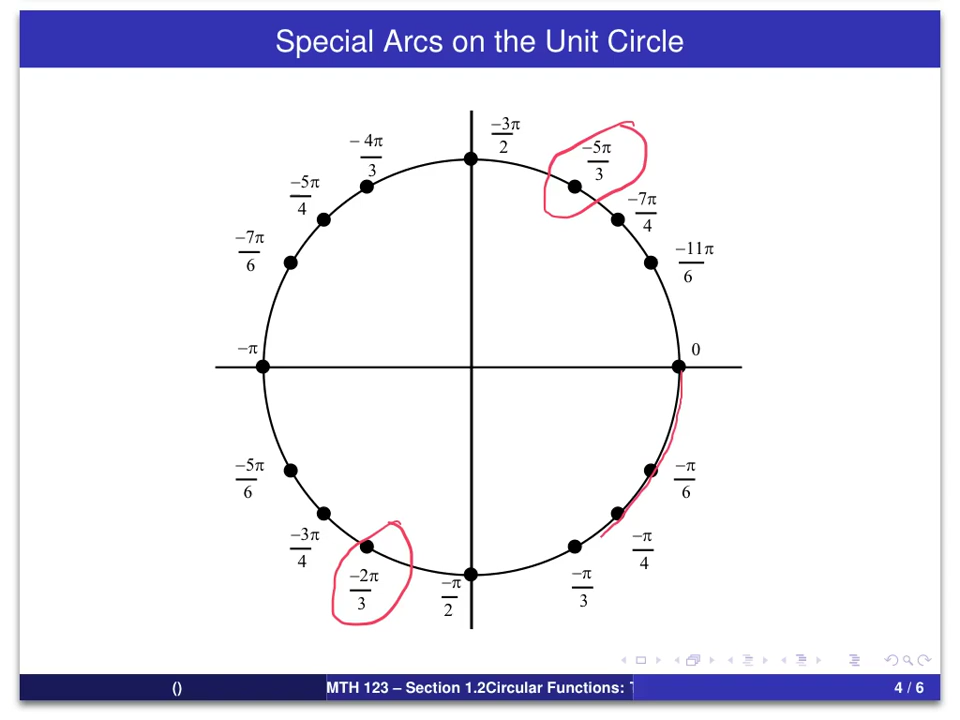 Special Arcs on the Unit Circle
−3π/2
−4π/3
−5π/3
−5π/4
−7π/4
−7π/6
−11π/6
−π
0
−5π/6
−π/6
−3π/4
−π/4
−2π/3
−π/2
−π/3
() MTH 123 – Section 1.2Circular Functions: 4 / 6